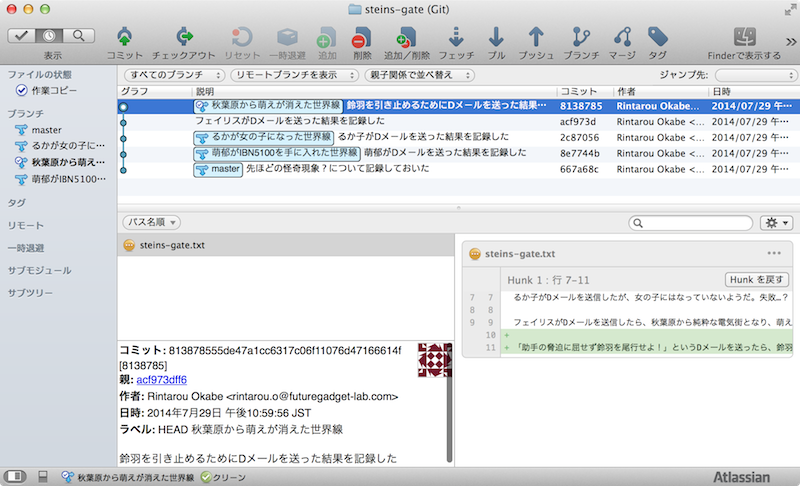 steins-gate (Git)
表示
コミット
チェックアウト
リセット
一時退避
追加
削除
追加／削除
フェッチ
プル
プッシュ
ブランチ
マージ
タグ
Finderで表示する
ファイルの状態
作業コピー
ブランチ
master
るかが女の子に…
秋葉原から萌え…
萌郁がIBN5100…
タグ
リモート
一時退避
サブモジュール
サブツリー
すべてのブランチ
リモートブランチを表示
親子関係で並べ替え
ジャンプ先:
グラフ 説明 コミット 作者 日時
秋葉原から萌えが消えた世界線 鈴羽を引き止めるためにDメールを送った結果… 8138785 Rintarou Okabe <… 2014/07/29 午…
フェイリスがDメールを送った結果を記録した acf973d Rintarou Okabe <… 2014/07/29 午…
るかが女の子になった世界線 るか子がDメールを送った結果を記録した 2c87056 Rintarou Okabe <… 2014/07/29 午…
萌郁がIBN5100を手に入れた世界線 萌郁がDメールを送った結果を記録した 8e7744b Rintarou Okabe <… 2014/07/29 午…
master 先ほどの怪奇現象？について記録しておいた 667a68c Rintarou Okabe <… 2014/07/29 午…
パス名順
steins-gate.txt
コミット: 813878555de47a1cc6317c06f11076d47166614f
[8138785]
親: acf973dff6
作者: Rintarou Okabe <rintarou.o@futuregadget-lab.com>
日時: 2014年7月29日 午後10:59:56 JST
ラベル: HEAD 秋葉原から萌えが消えた世界線
鈴羽を引き止めるためにDメールを送った結果を記録した
steins-gate.txt
Hunk 1 : 行 7-11
Hunk を戻す
7 7 るか子がDメールを送信したが、女の子にはなっていないようだ。失敗…？
8 8
9 9 フェイリスがDメールを送信したら、秋葉原から純粋な電気街となり、萌え
10 +
11 + 「助手の脅迫に屈せず鈴羽を尾行せよ！」というDメールを送ったら、鈴羽
秋葉原から萌えが消えた世界線
クリーン
Atlassian